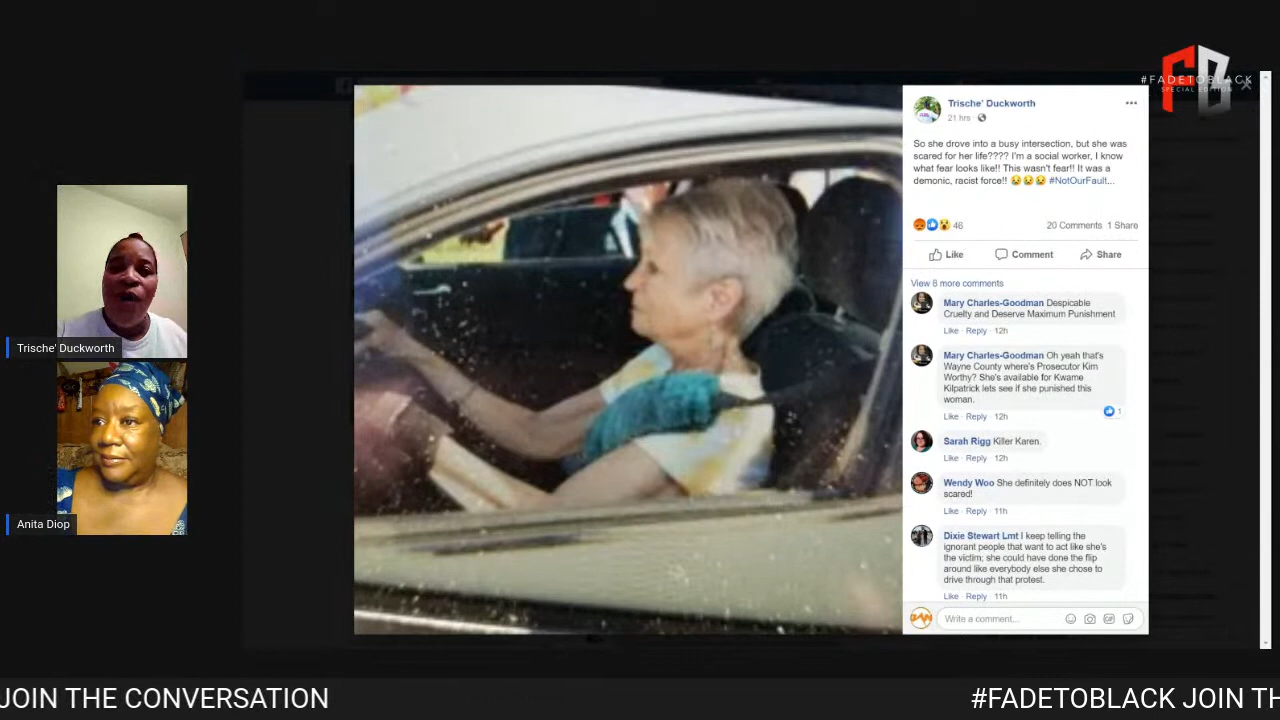 #FADETOBLACK
SPECIAL EDITION
Trische' Duckworth
21 hrs ·
So she drove into a busy intersection, but she was
scared for her life???? I'm a social worker, I know
what fear looks like!! This wasn't fear!! It was a
demonic, racist force!! 😥😥😥 #NotOurFault...
46
20 Comments 1 Share
Like Comment Share
View 8 more comments
Mary Charles-Goodman Despicable
Cruelty and Deserve Maximum Punishment
Like · Reply · 12h
Mary Charles-Goodman Oh yeah that's
Wayne County where's Prosecutor Kim
Worthy? She's available for Kwame
Kilpatrick lets see if she punished this
woman.
1
Like · Reply · 12h
Sarah Rigg Killer Karen.
Like · Reply · 12h
Wendy Woo She definitely does NOT look
scared!
Like · Reply · 11h
Dixie Stewart Lmt I keep telling the
ignorant people that want to act like she's
the victim; she could have done the flip
around like everybody else she chose to
drive through that protest.
Like · Reply · 11h
Write a comment...
GIF
Trische' Duckworth
Anita Diop
JOIN THE CONVERSATION
#FADETOBLACK JOIN TH